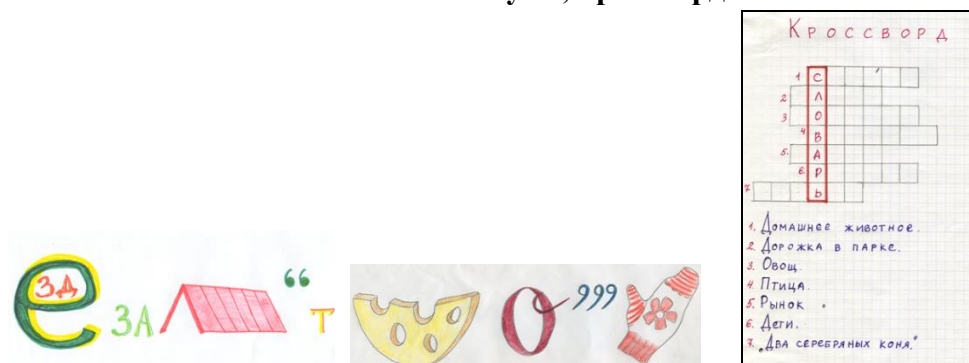 КРОССВОРД
1 С
2 Л
3 О
4 В
5. А
6. Р
7. Ь
1. ДОМАШНЕЕ ЖИВОТНОЕ.
2. ДОРОЖКА В ПАРКЕ.
3. ОВОЩ.
4. ПТИЦА.
5. РЫНОК
6. ДЕТИ.
7. „ДВА СЕРЕБРЯНЫХ КОНЯ."
е ЗД ЗА “ Т
О ,,,